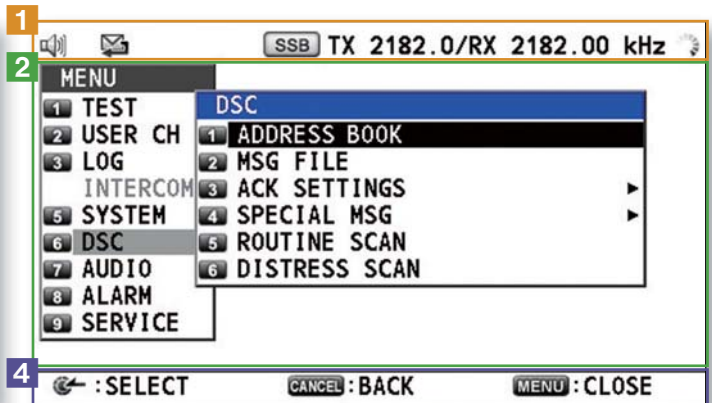 1
SSB TX 2182.0/RX 2182.00 kHz
2
MENU
1 TEST
2 USER CH
3 LOG
INTERCOM
5 SYSTEM
6 DSC
7 AUDIO
8 ALARM
9 SERVICE
DSC
1 ADDRESS BOOK
2 MSG FILE
3 ACK SETTINGS
4 SPECIAL MSG
5 ROUTINE SCAN
6 DISTRESS SCAN
4
:SELECT CANCEL:BACK MENU:CLOSE